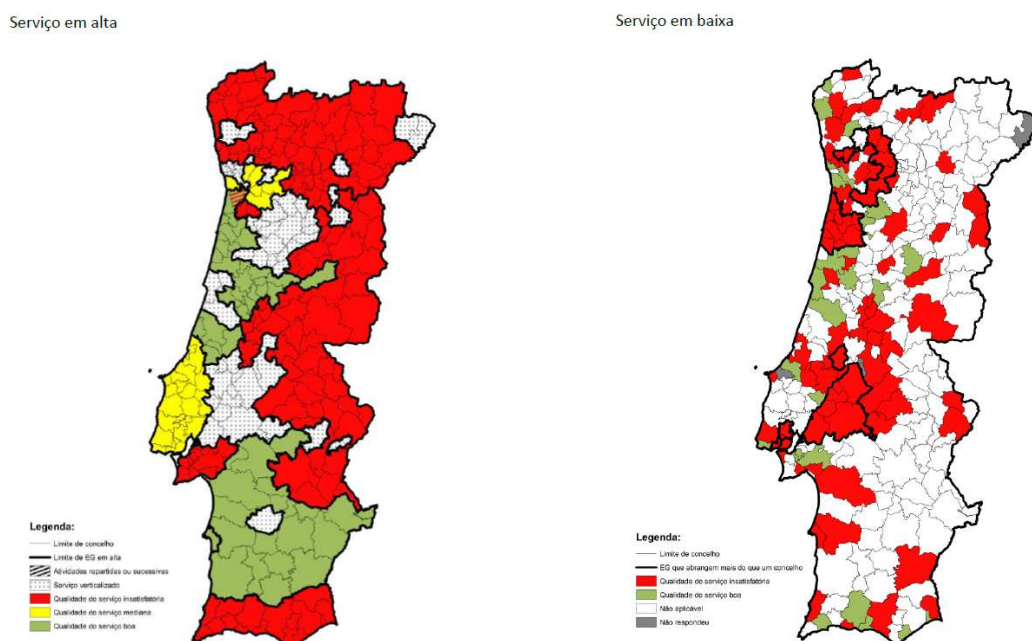 Serviço em alta
Serviço em baixa
Legenda:
Limite de concelho
Limite de EG em alta
Atividades repartidas ou sucessivas
Serviço verticalizado
Qualidade do serviço insatisfatória
Qualidade do serviço mediana
Qualidade do serviço boa
Legenda:
Limite de concelho
EG que abrangem mais do que um concelho
Qualidade do serviço insatisfatória
Qualidade do serviço boa
Não aplicável
Não respondeu